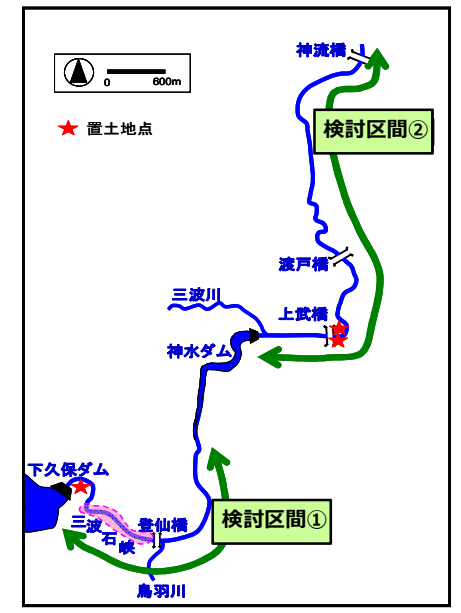 神流橋
0 600m
置土地点
検討区間②
渡戸橋
三波川
上武橋
神水ダム
下久保ダム
三波石峡
登仙橋
検討区間①
鳥羽川